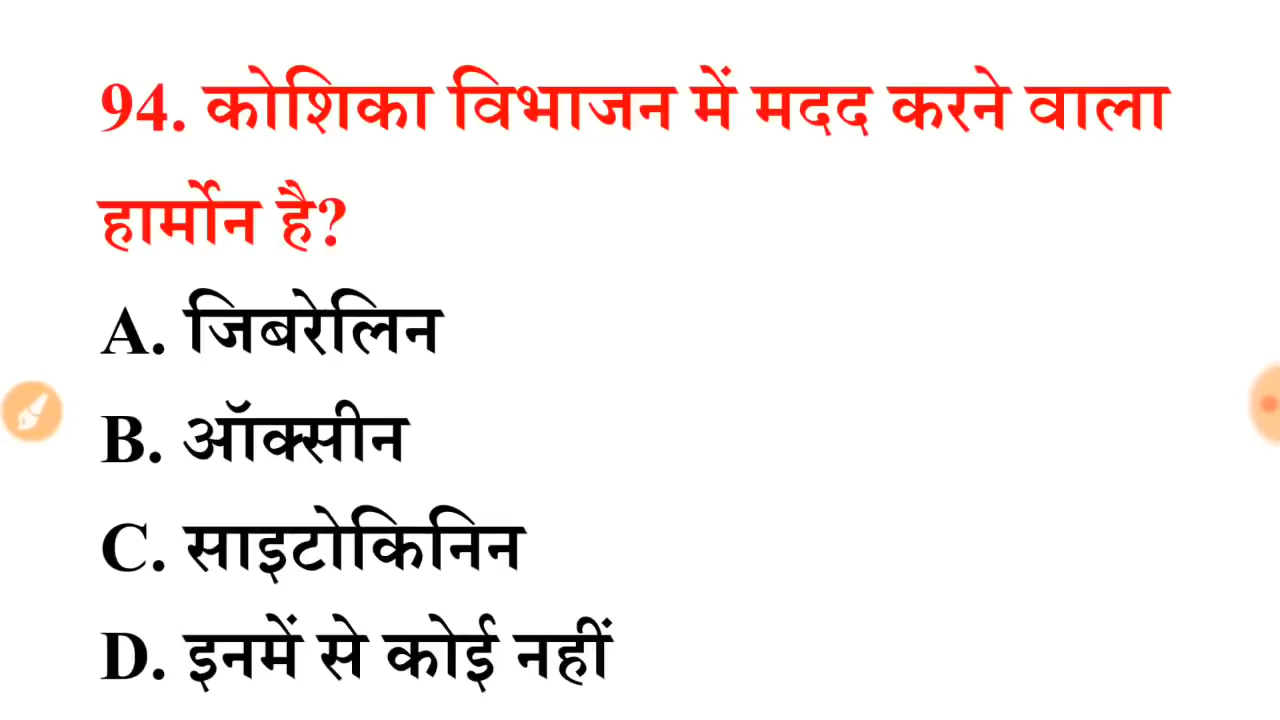 94. कोशिका विभाजन में मदद करने वाला
हार्मोन है?
A. जिबरेलिन
B. ऑक्सीन
C. साइटोकिनिन
D. इनमें से कोई नहीं